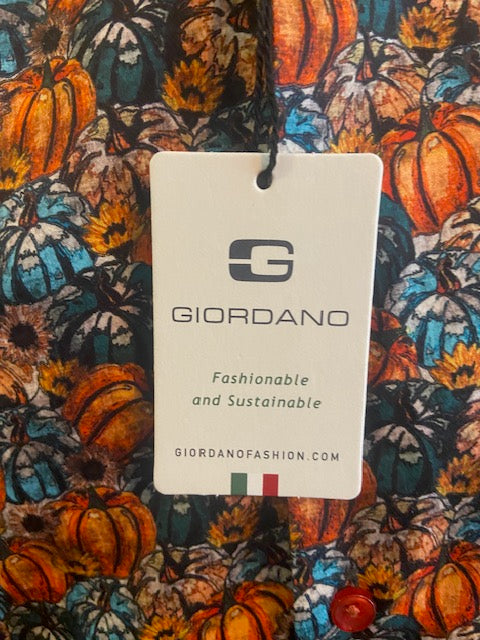 G
GIORDANO
Fashionable
and Sustainable
GIORDANOFASHION.COM